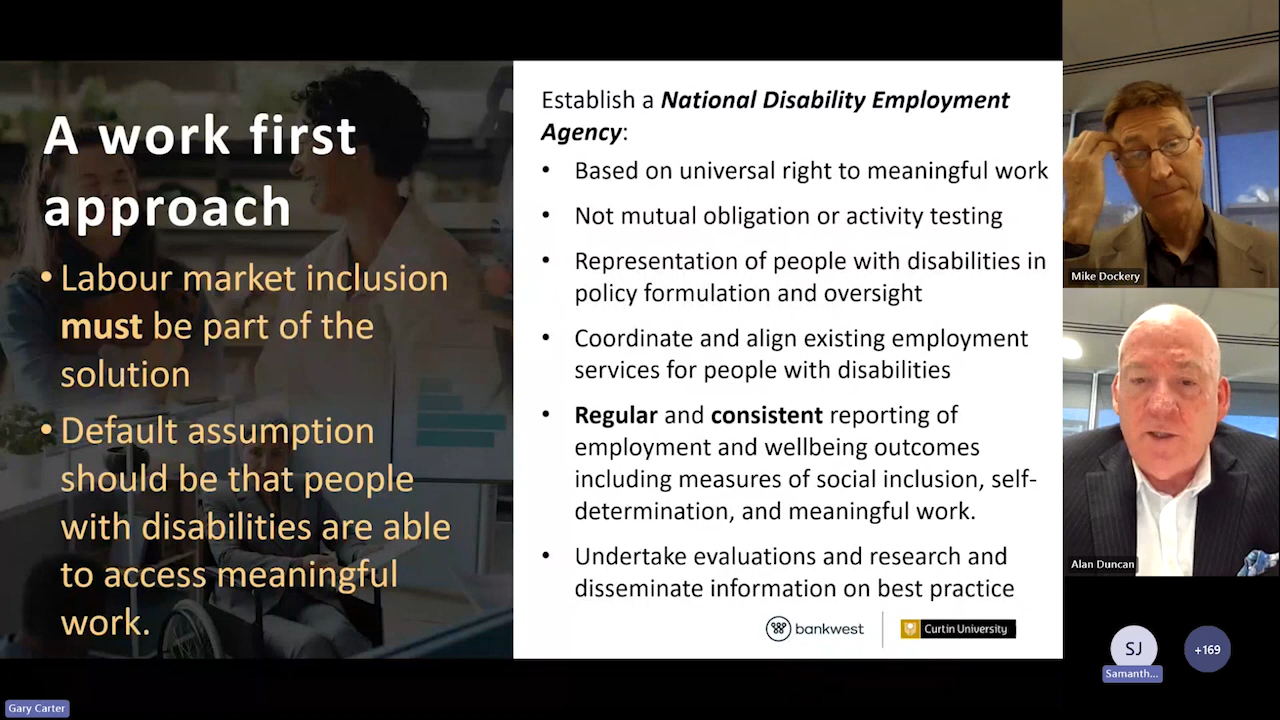 A work first
approach
• Labour market inclusion
must be part of the
solution
• Default assumption
should be that people
with disabilities are able
to access meaningful
work.
Establish a National Disability Employment
Agency:
• Based on universal right to meaningful work
• Not mutual obligation or activity testing
• Representation of people with disabilities in
policy formulation and oversight
• Coordinate and align existing employment
services for people with disabilities
• Regular and consistent reporting of
employment and wellbeing outcomes
including measures of social inclusion, self-
determination, and meaningful work.
• Undertake evaluations and research and
disseminate information on best practice
bankwest
Curtin University
Mike Dockery
Alan Duncan
SJ
Samanth...
+169
Gary Carter